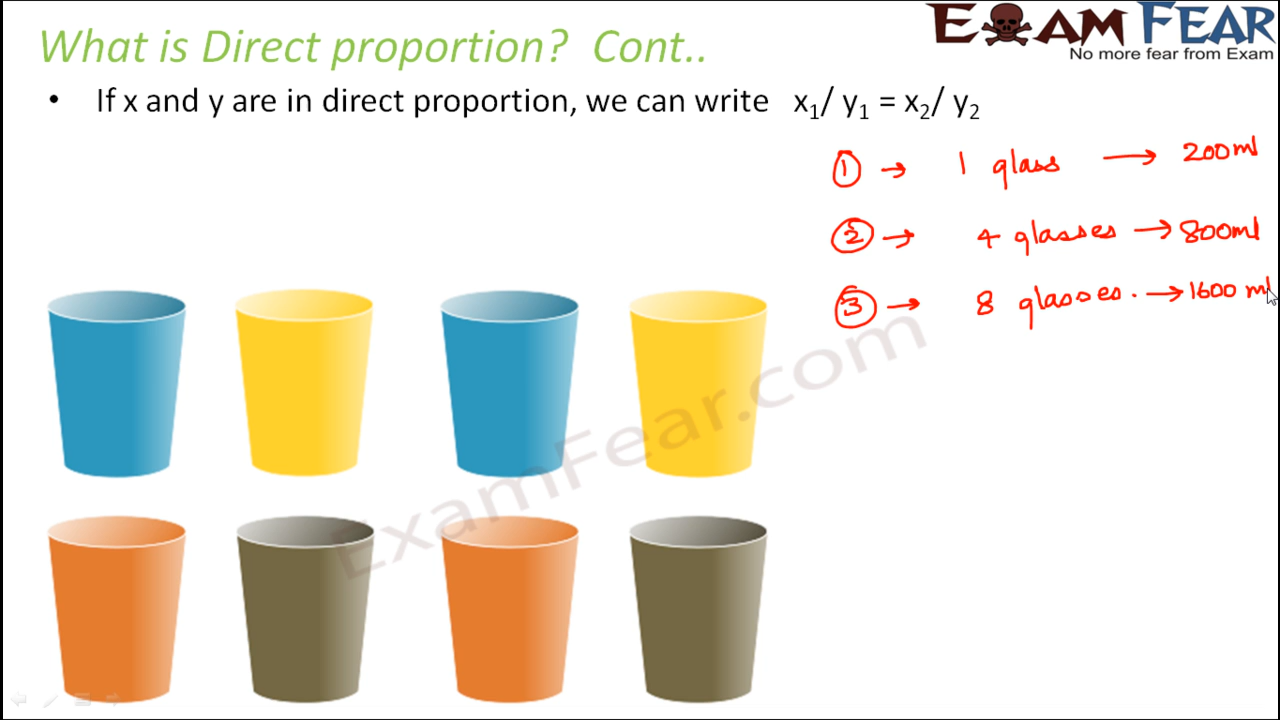 What is Direct proportion? Cont..
EXAM FEAR
No more fear from Exam
• If x and y are in direct proportion, we can write x₁/ y₁ = x₂/ y₂
① → 1 glass → 200ml
② → 4 glasses → 800ml
③ → 8 glasses. → 1600 ml
ExamFear.com